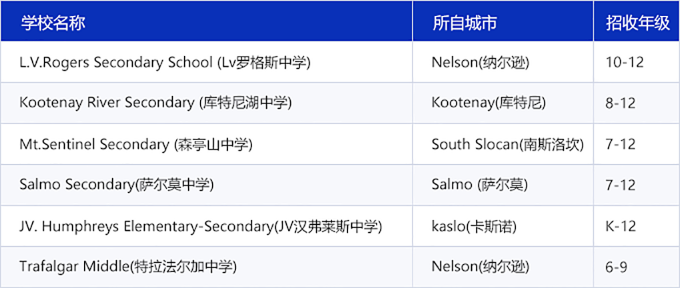 学校名称 所自城市 招收年级
L.V.Rogers Secondary School (Lv罗格斯中学) Nelson(纳尔逊) 10-12
Kootenay River Secondary (库特尼湖中学) Kootenay(库特尼) 8-12
Mt.Sentinel Secondary (森亭山中学) South Slocan(南斯洛坎) 7-12
Salmo Secondary(萨尔莫中学) Salmo (萨尔莫) 7-12
JV. Humphreys Elementary-Secondary(JV汉弗莱斯中学) kaslo(卡斯诺) K-12
Trafalgar Middle(特拉法尔加中学) Nelson(纳尔逊) 6-9